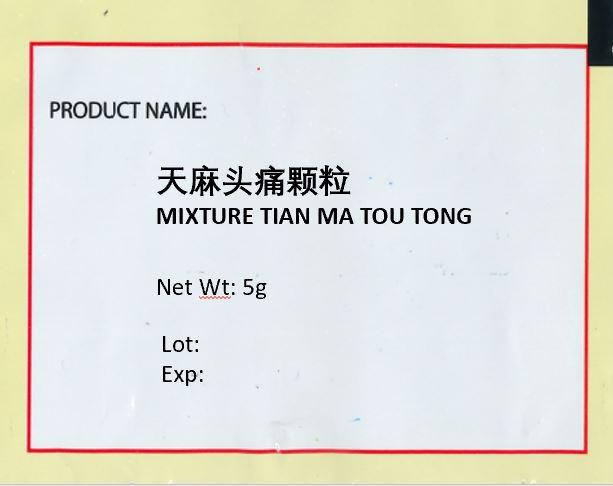 PRODUCT NAME:
天麻头痛颗粒
MIXTURE TIAN MA TOU TONG
Net Wt: 5g
Lot:
Exp: